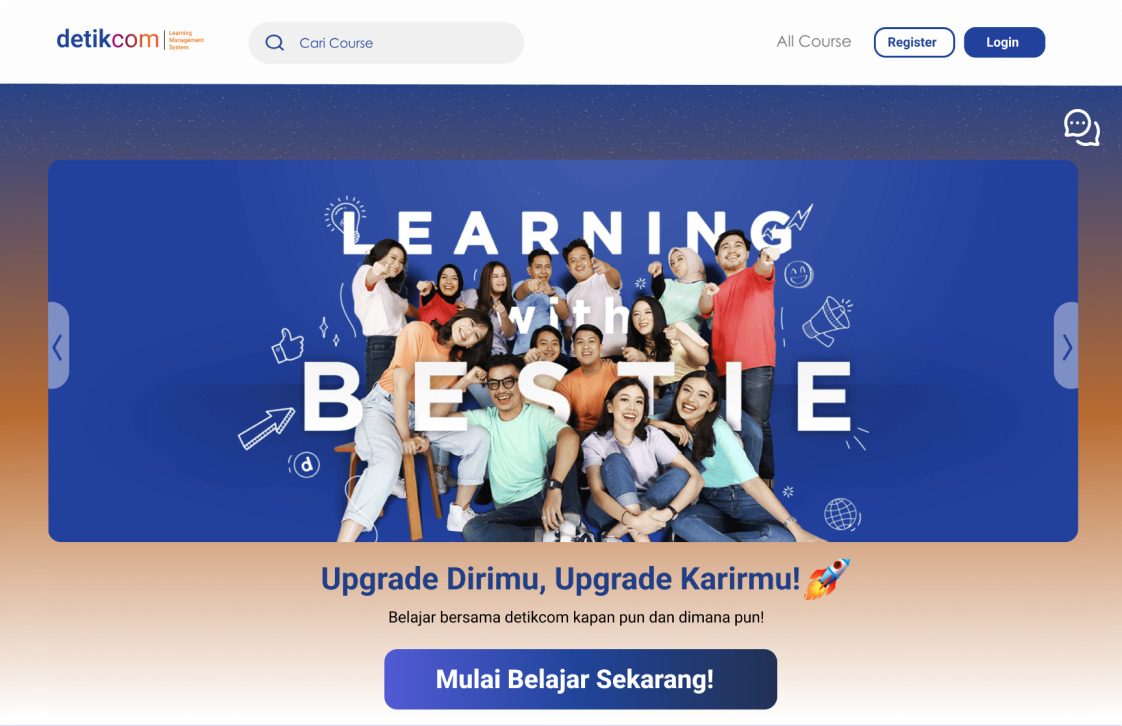 detikcom
Learning
Management
System
Cari Course
All Course
Register
Login
LEARNING
with
BESTIE
d
Upgrade Dirimu, Upgrade Karirmu!
Belajar bersama detikcom kapan pun dan dimana pun!
Mulai Belajar Sekarang!